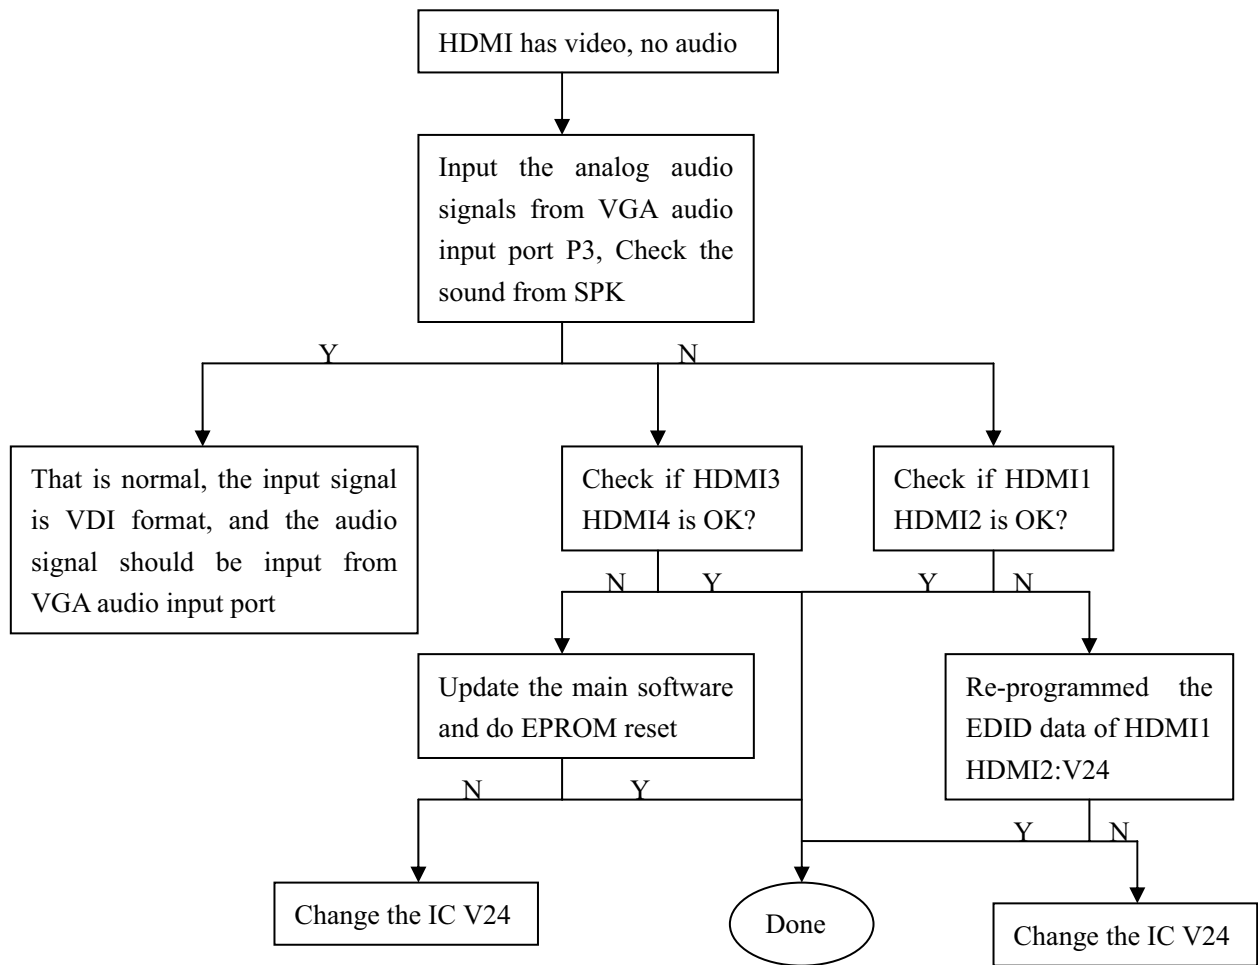 HDMI has video, no audio
Input the analog audio
signals from VGA audio
input port P3, Check the
sound from SPK
Y
N
That is normal, the input signal
is VDI format, and the audio
signal should be input from
VGA audio input port
Check if HDMI3
HDMI4 is OK?
Check if HDMI1
HDMI2 is OK?
N
Y
Y
N
Update the main software
and do EPROM reset
Re-programmed the
EDID data of HDMI1
HDMI2:V24
N
Y
Y
N
Change the IC V24
Done
Change the IC V24